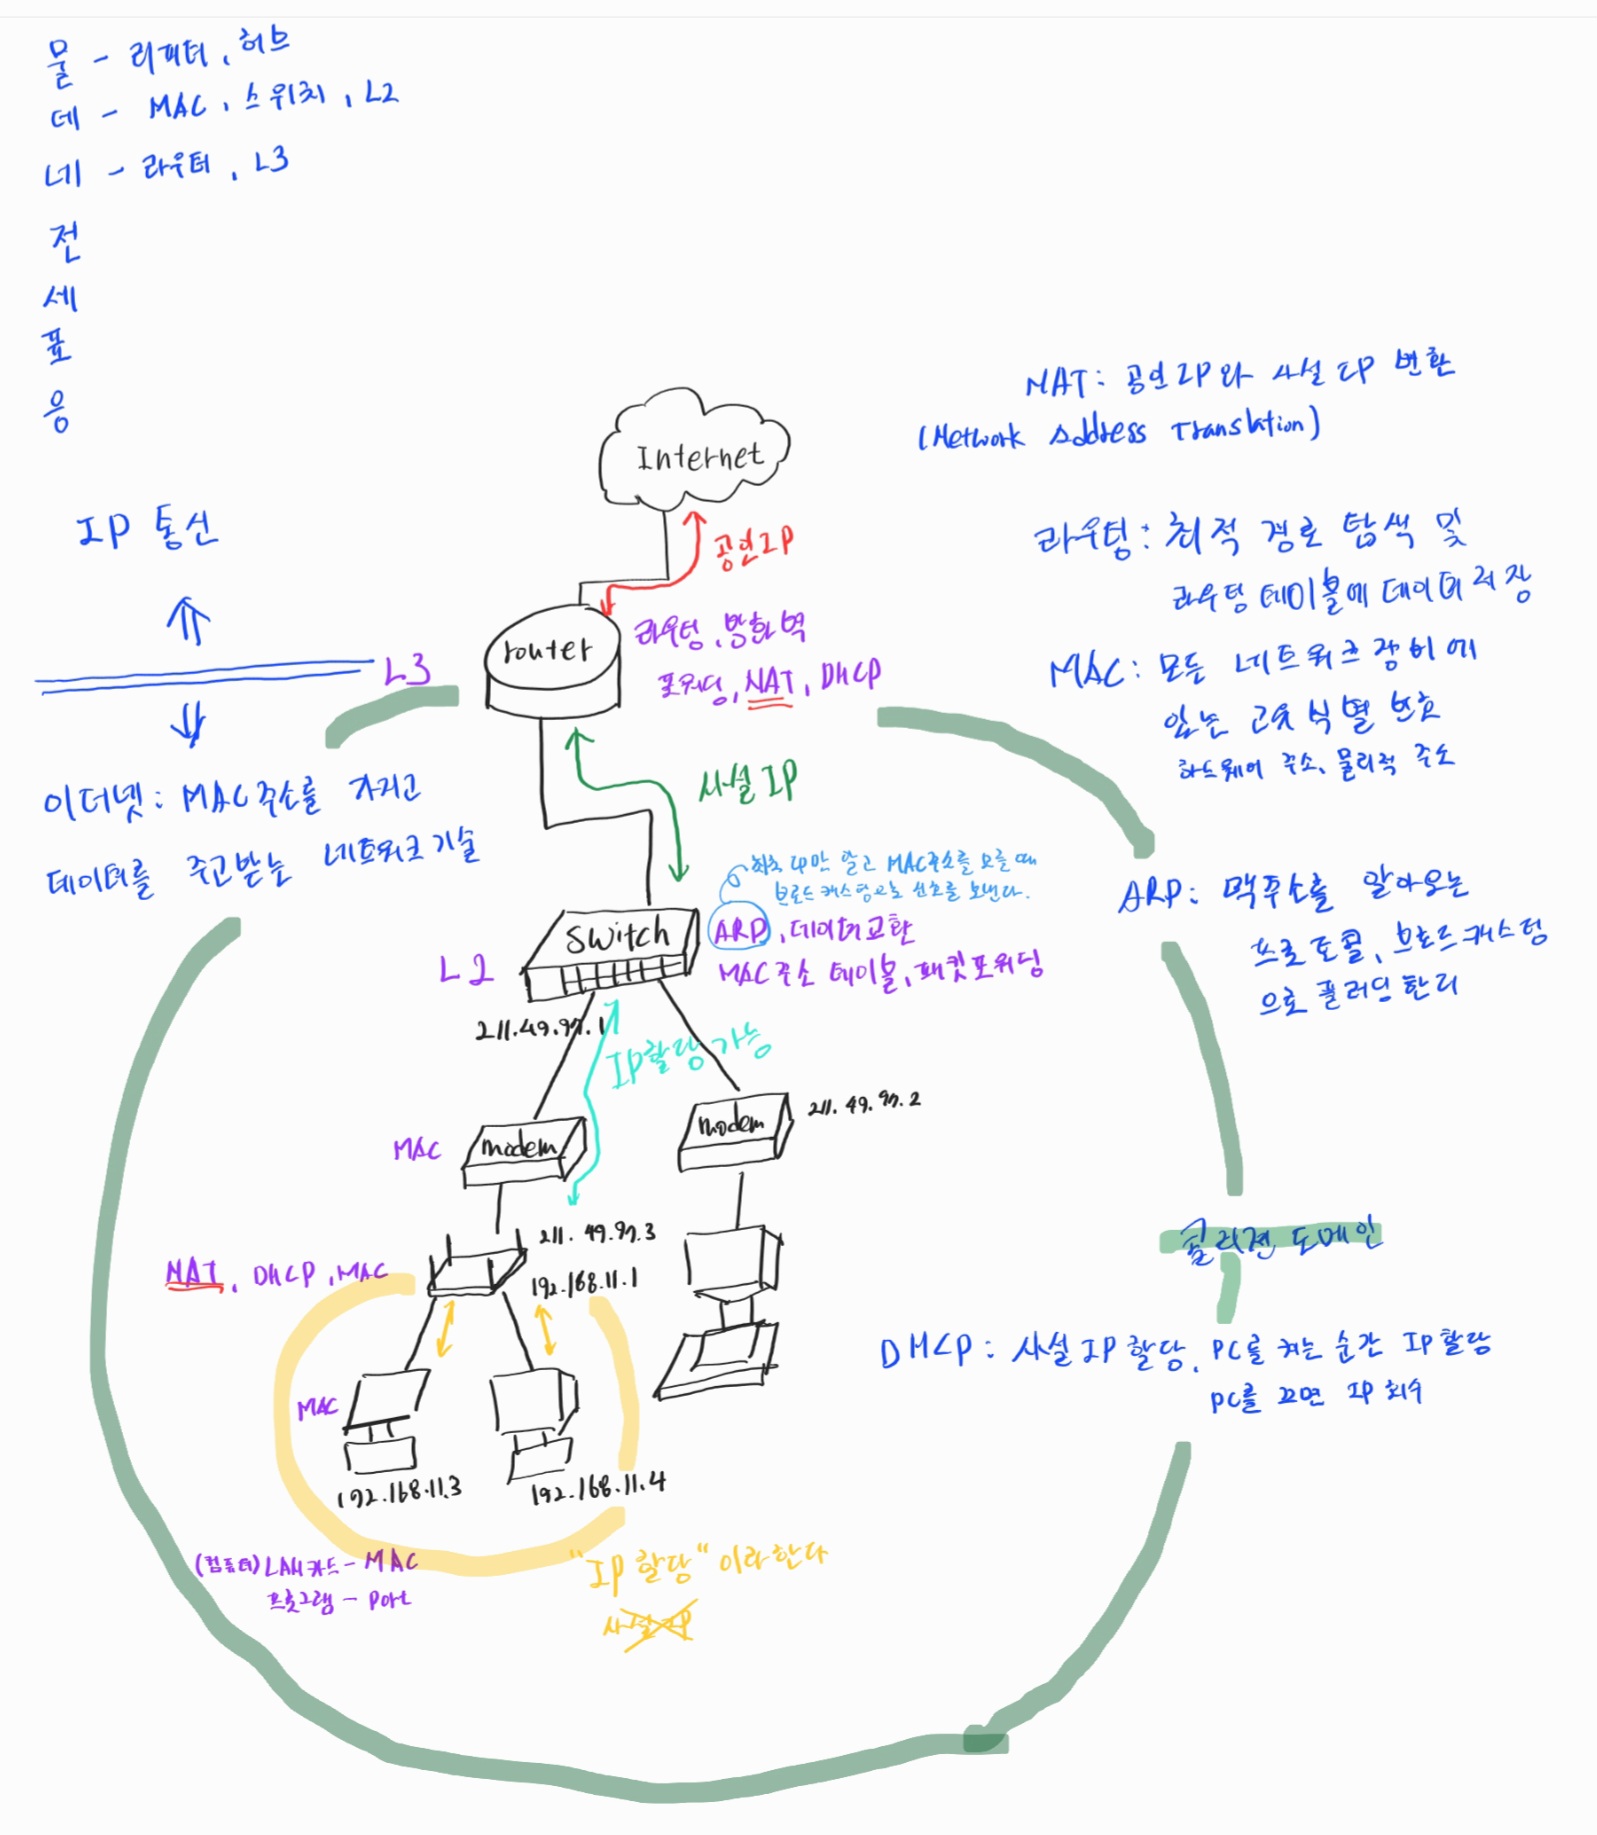 물 - 리피터, 허브
데 - MAC, 스위치, L2
네 - 라우터, L3
전
세
표
응
NAT: 공인IP와 사설 IP 변환
(Network Address Translation)
Internet
IP 통신
공인IP
라우팅: 최적 경로 탐색 및
라우팅 테이블에 데이터 저장
router
라우팅, 방화벽
포워딩, NAT, DHCP
L3
MAC: 모든 네트워크 장비에
있는 고유 식별 번호
하드웨어 주소, 물리적 주소
사설IP
이더넷: MAC주소를 가지고
데이터를 주고받는 네트워크 기술
최초 IP만 알고 MAC주소를 모를 때
브로드 캐스팅으로 신호를 보낸다.
ARP: 맥주소를 알아오는
프로토콜, 브로드캐스팅
으로 플러딩 한다
switch
ARP, 데이터교환
MAC주소 테이블, 패킷포워딩
L2
211.49.97.1
IP할당 가능
modem
211.49.97.2
MAC
modem
211.49.97.3
192.168.11.1
NAT, DHCP, MAC
콜리젼 도메인
DHCP: 사설IP할당, PC를 켜는 순간 IP할당
PC를 끄면 IP 회수
MAC
192.168.11.3
192.168.11.4
(컴퓨터) LAN카드 - MAC
프로그램 - port
"IP 할당" 이라한다
사설 IP